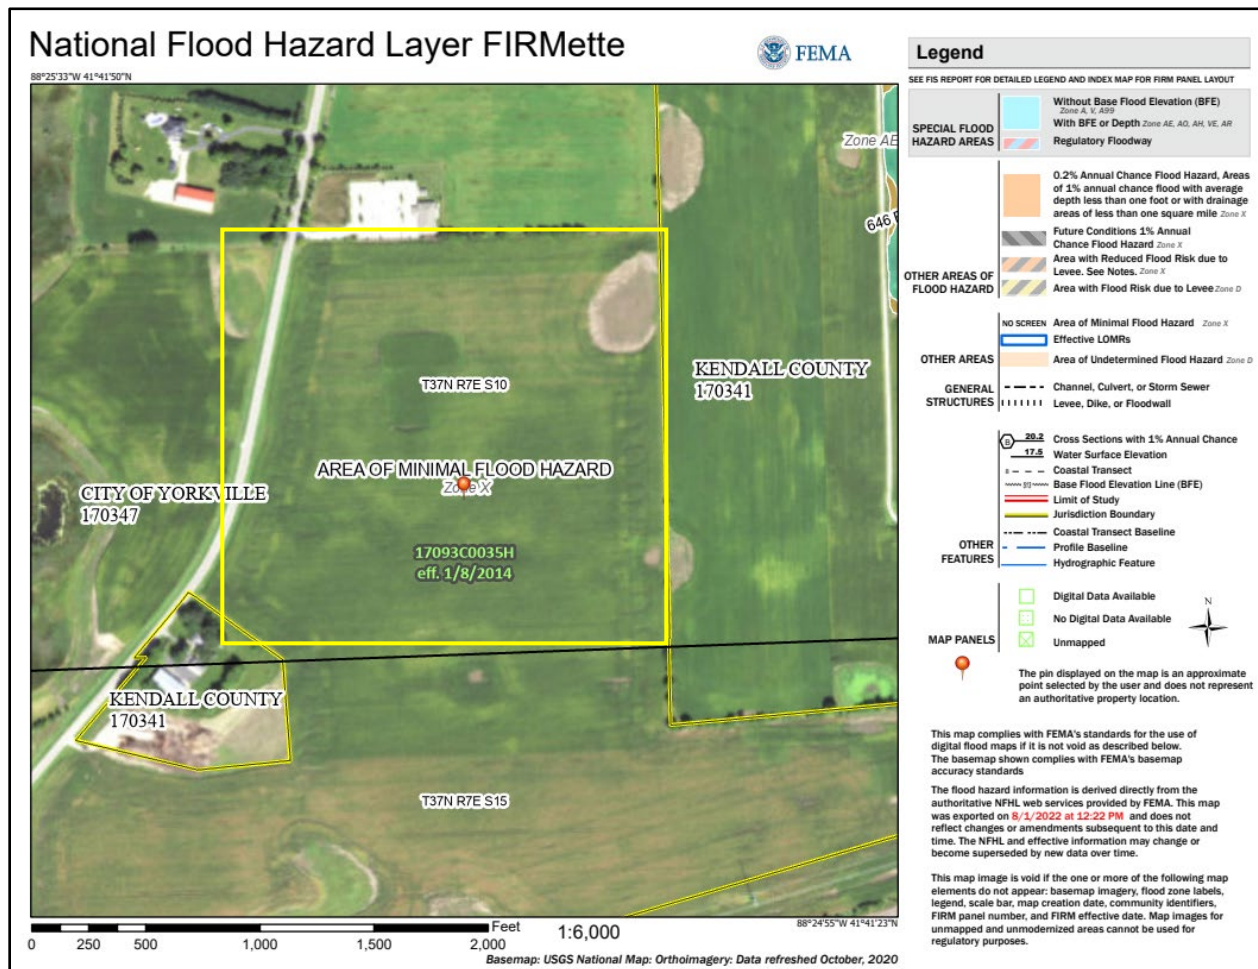 National Flood Hazard Layer FIRMette
FEMA
88°25'33"W 41°41'50"N
Zone AE
646 F
T37N R7E S10
KENDALL COUNTY
170341
AREA OF MINIMAL FLOOD HAZARD
Zone X
CITY OF YORKVILLE
170347
17093C0035H
eff. 1/8/2014
KENDALL COUNTY
170341
T37N R7E S15
88°24'55"W 41°41'23"N
Feet
1:6,000
0 250 500 1,000 1,500 2,000
Basemap: USGS National Map: Orthoimagery: Data refreshed October, 2020
Legend
SEE FIS REPORT FOR DETAILED LEGEND AND INDEX MAP FOR FIRM PANEL LAYOUT
SPECIAL FLOOD
HAZARD AREAS
Without Base Flood Elevation (BFE)
Zone A, V, A99
With BFE or Depth Zone AE, AO, AH, VE, AR
Regulatory Floodway
0.2% Annual Chance Flood Hazard, Areas
of 1% annual chance flood with average
depth less than one foot or with drainage
areas of less than one square mile Zone X
Future Conditions 1% Annual
Chance Flood Hazard Zone X
Area with Reduced Flood Risk due to
Levee. See Notes. Zone X
Area with Flood Risk due to Levee Zone D
OTHER AREAS OF
FLOOD HAZARD
NO SCREEN Area of Minimal Flood Hazard Zone X
Effective LOMRs
OTHER AREAS
Area of Undetermined Flood Hazard Zone D
GENERAL
STRUCTURES
Channel, Culvert, or Storm Sewer
Levee, Dike, or Floodwall
B 20.2 Cross Sections with 1% Annual Chance
17.5 Water Surface Elevation
8 Coastal Transect
513 Base Flood Elevation Line (BFE)
Limit of Study
Jurisdiction Boundary
Coastal Transect Baseline
OTHER
FEATURES
Profile Baseline
Hydrographic Feature
Digital Data Available
No Digital Data Available
Unmapped
MAP PANELS
N
The pin displayed on the map is an approximate
point selected by the user and does not represent
an authoritative property location.
This map complies with FEMA's standards for the use of
digital flood maps if it is not void as described below.
The basemap shown complies with FEMA's basemap
accuracy standards
The flood hazard information is derived directly from the
authoritative NFHL web services provided by FEMA. This map
was exported on 8/1/2022 at 12:22 PM and does not
reflect changes or amendments subsequent to this date and
time. The NFHL and effective information may change or
become superseded by new data over time.
This map image is void if the one or more of the following map
elements do not appear: basemap imagery, flood zone labels,
legend, scale bar, map creation date, community identifiers,
FIRM panel number, and FIRM effective date. Map images for
unmapped and unmodernized areas cannot be used for
regulatory purposes.